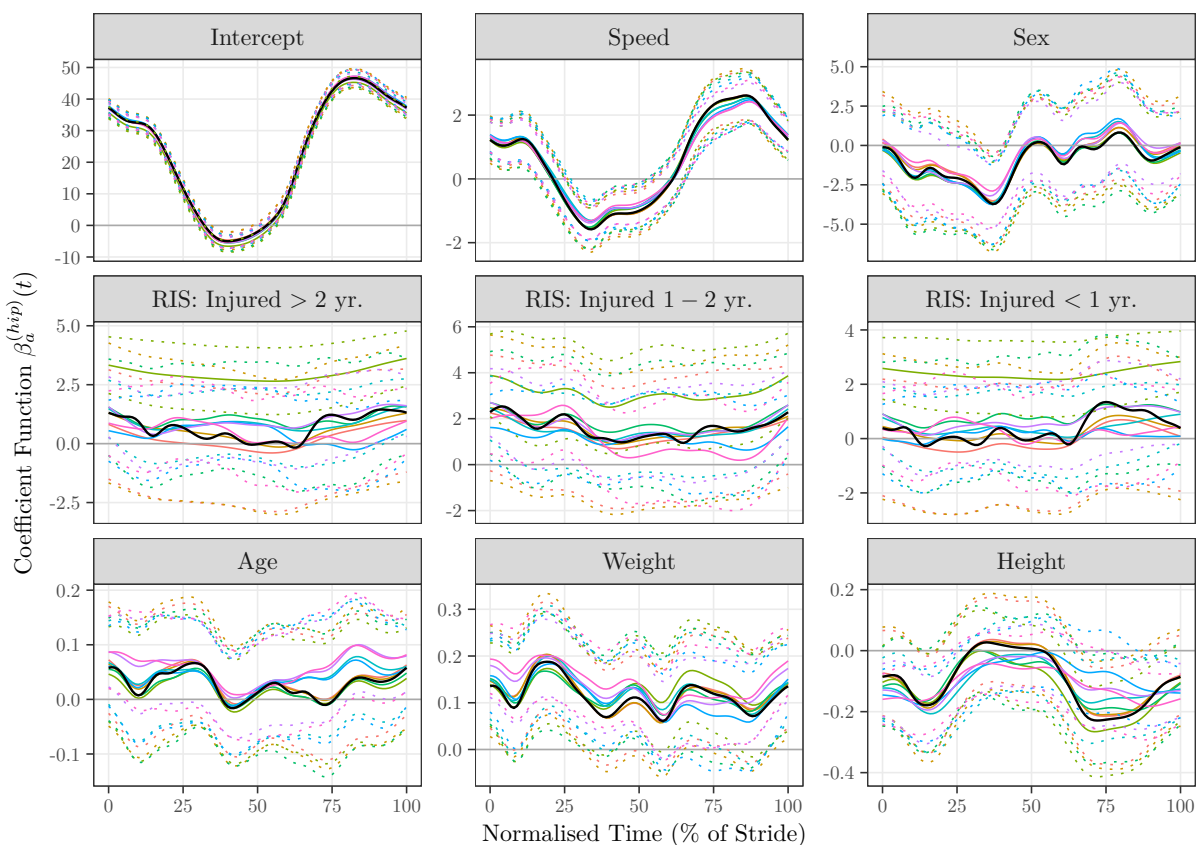 Intercept
Speed
Sex
50
40
30
20
10
0
-10
2
0
-2
5.0
2.5
0.0
-2.5
-5.0
RIS: Injured > 2 yr.
RIS: Injured 1 − 2 yr.
RIS: Injured < 1 yr.
5.0
2.5
0.0
-2.5
6
4
2
0
-2
4
2
0
-2
Coefficient Function β_a^{(hip)}(t)
Age
Weight
Height
0.2
0.1
0.0
-0.1
0.3
0.2
0.1
0.0
0.2
0.0
-0.2
-0.4
0 25 50 75 100
0 25 50 75 100
0 25 50 75 100
Normalised Time (% of Stride)